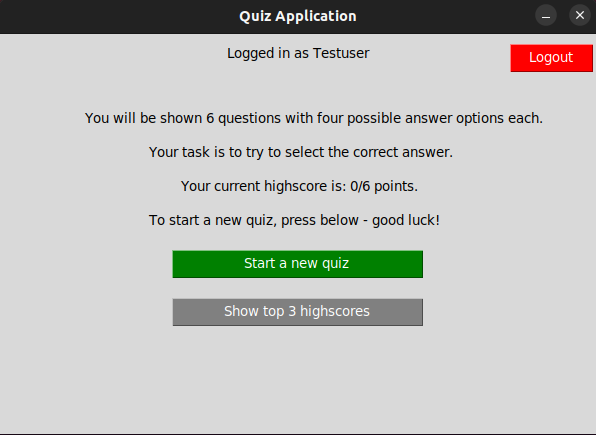 Quiz Application
Logged in as Testuser
Logout
You will be shown 6 questions with four possible answer options each.
Your task is to try to select the correct answer.
Your current highscore is: 0/6 points.
To start a new quiz, press below - good luck!
Start a new quiz
Show top 3 highscores